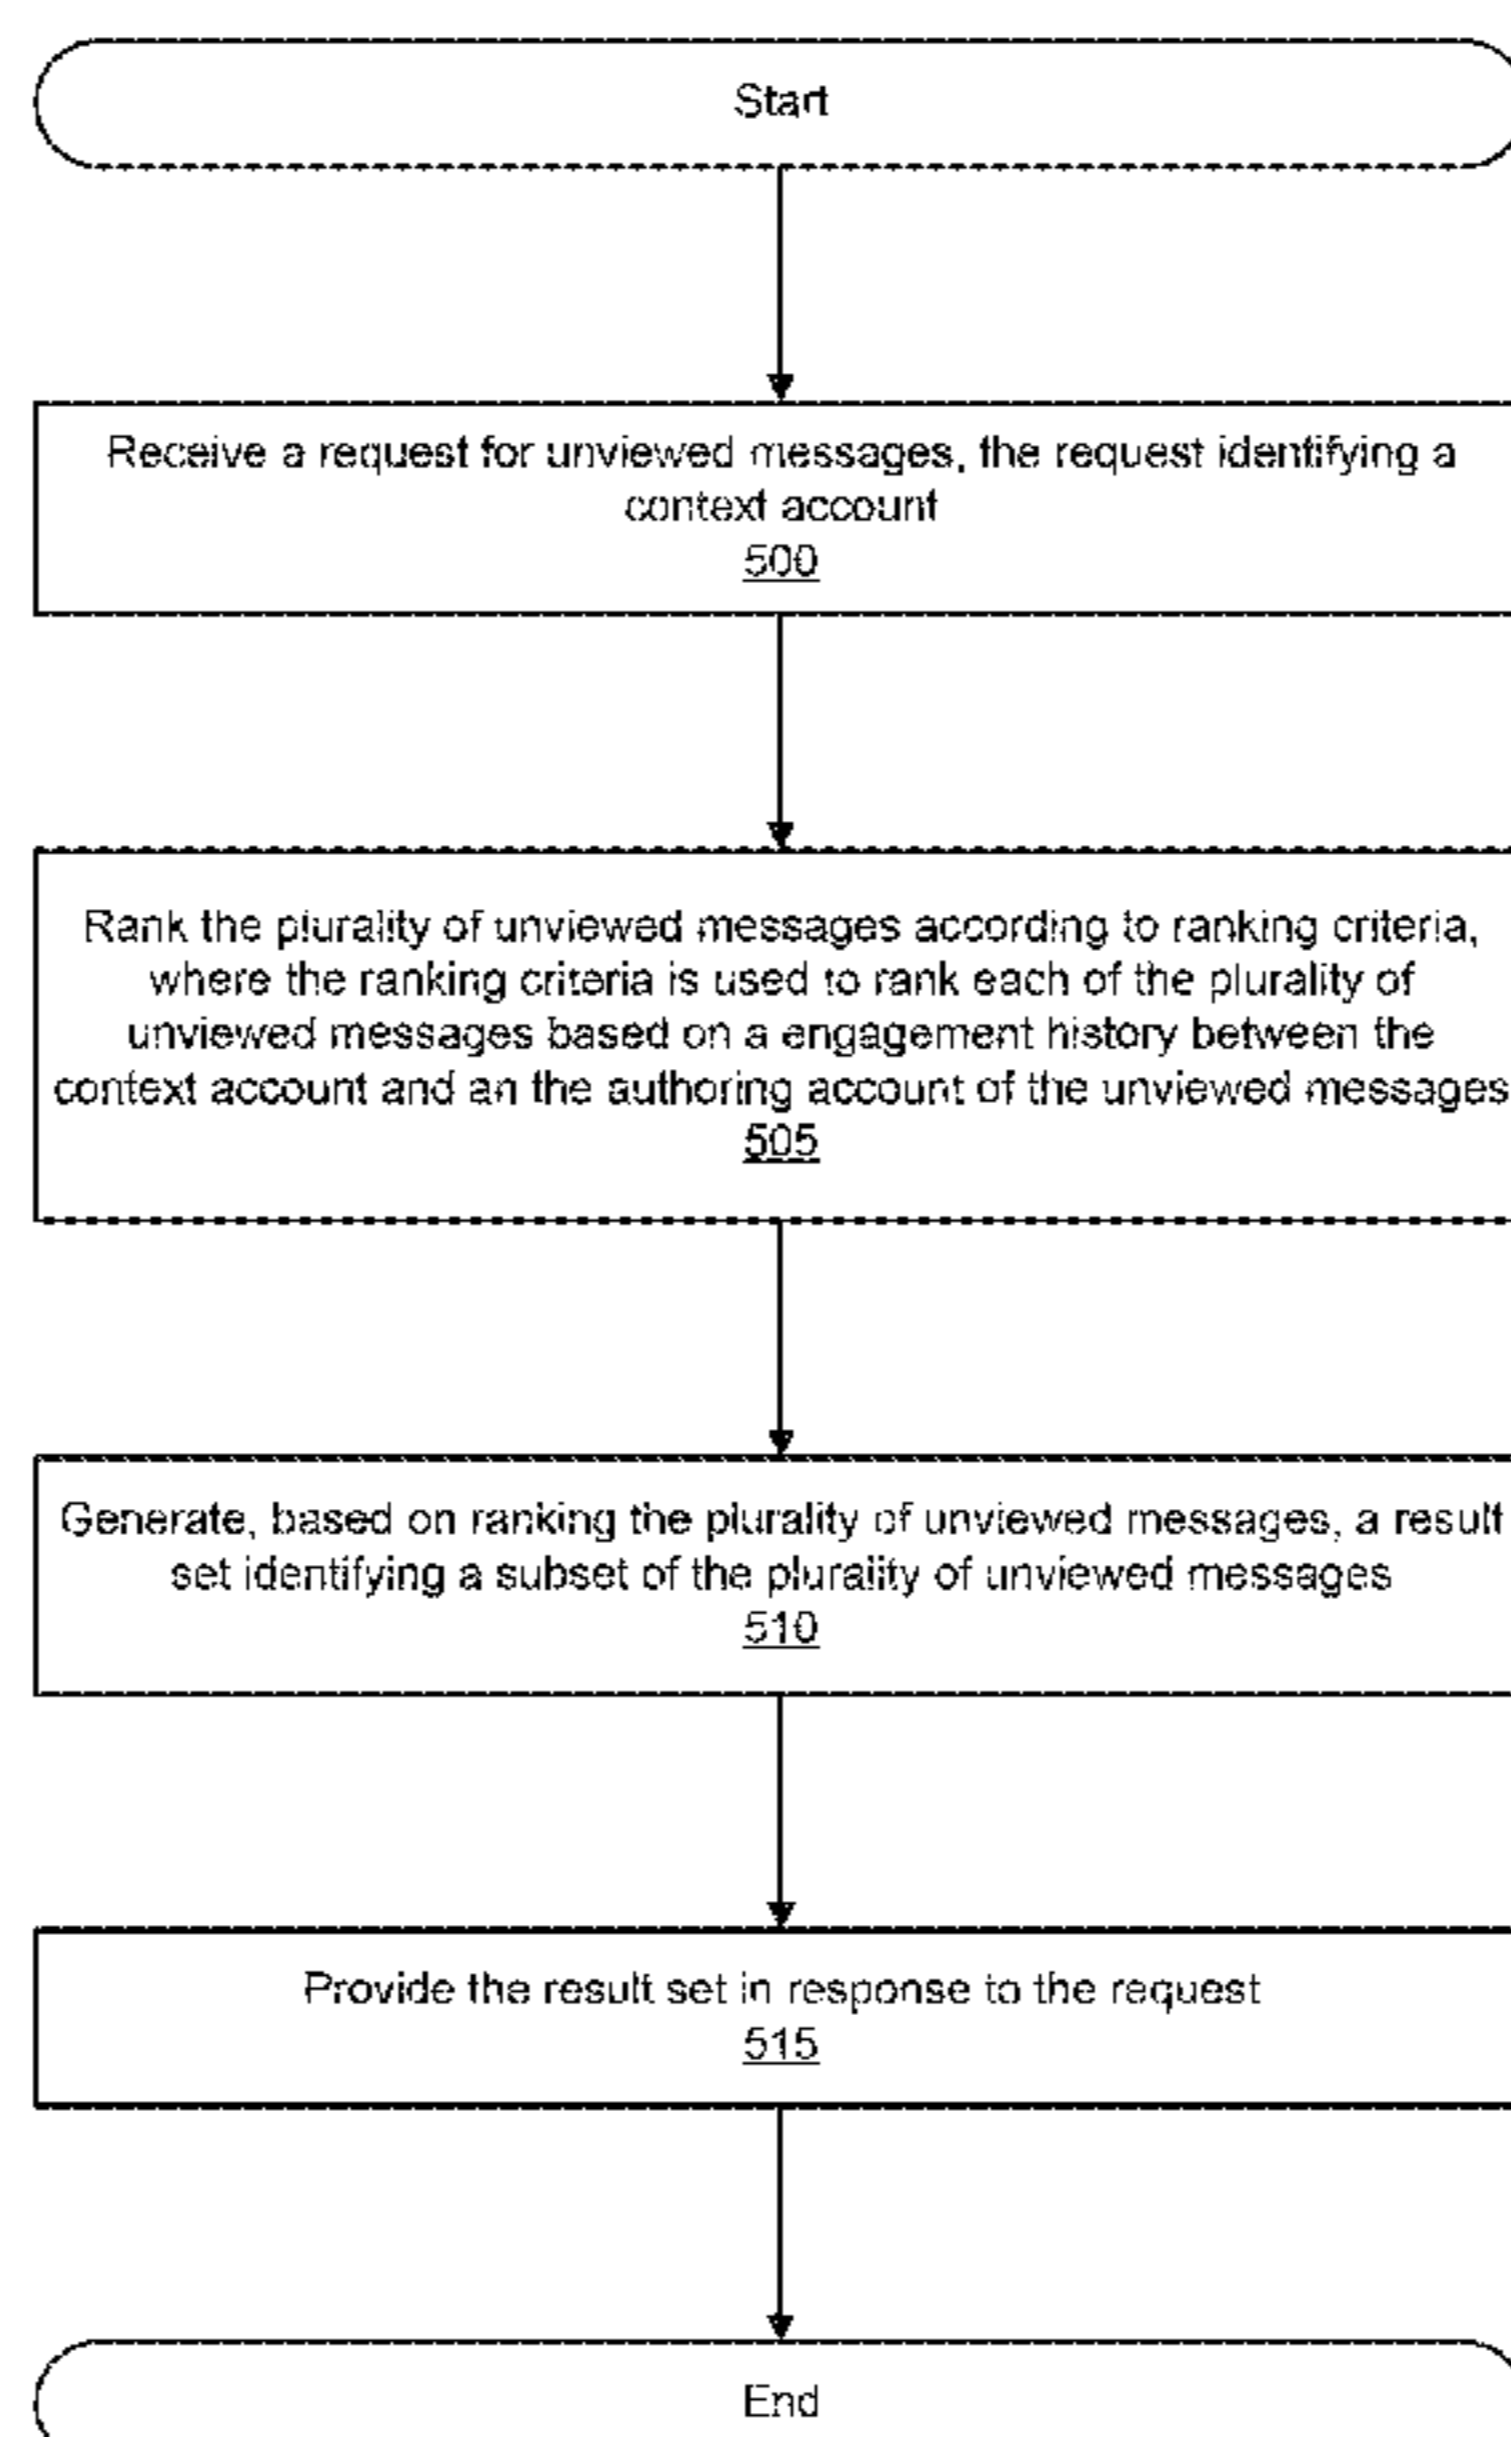 Start
Receive a request for unviewed messages, the request identifying a
context account
500
Rank the plurality of unviewed messages according to ranking criteria,
where the ranking criteria is used to rank each of the plurality of
unviewed messages based on a engagement history between the
context account and an the authoring account of the unviewed messages
505
Generate, based on ranking the plurality of unviewed messages, a result
set identifying a subset of the plurality of unviewed messages
510
Provide the result set in response to the request
515
End